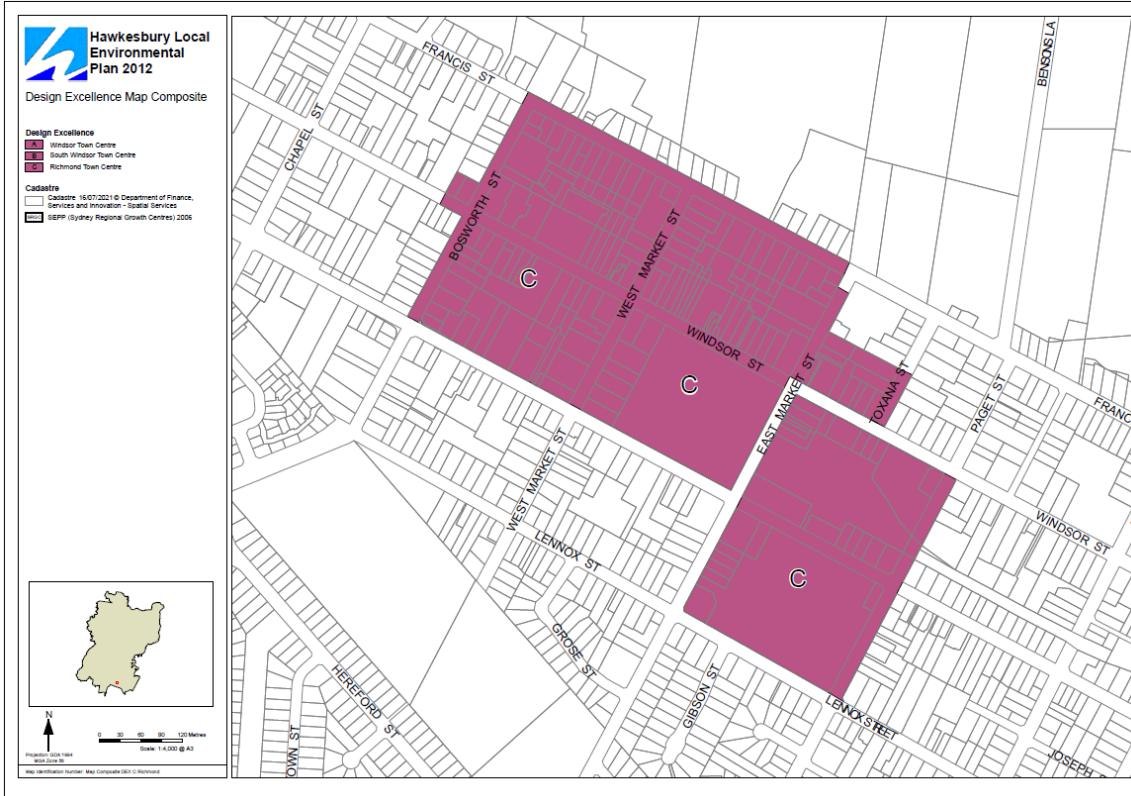 Hawkesbury Local
Environmental
Plan 2012
Design Excellence Map Composite
Design Excellence
A Windsor Town Centre
B South Windsor Town Centre
C Richmond Town Centre
Cadastre
Cadastre 16/07/2021 © Department of Finance,
Services and Innovation - Spatial Services
SEPP (Sydney Regional Growth Centres) 2006
N
0 30 60 90 120 Metres
Scale: 1:4,000 @ A3
Projection: GDA 1994
MGA Zone 56
Map Identification Number: Map Composite DEX C Richmond
FRANCIS ST
BENSONS LA
CHAPEL ST
BOSWORTH ST
WEST MARKET ST
C
WINDSOR ST
C
EAST MARKET ST
TOXANA ST
PAGET ST
FRANC
WEST MARKET ST
LENNOX ST
WINDSOR ST
C
GROSE ST
HEREFORD ST
GIBSON ST
LENNOX STREET
OWN ST
JOSEPH S